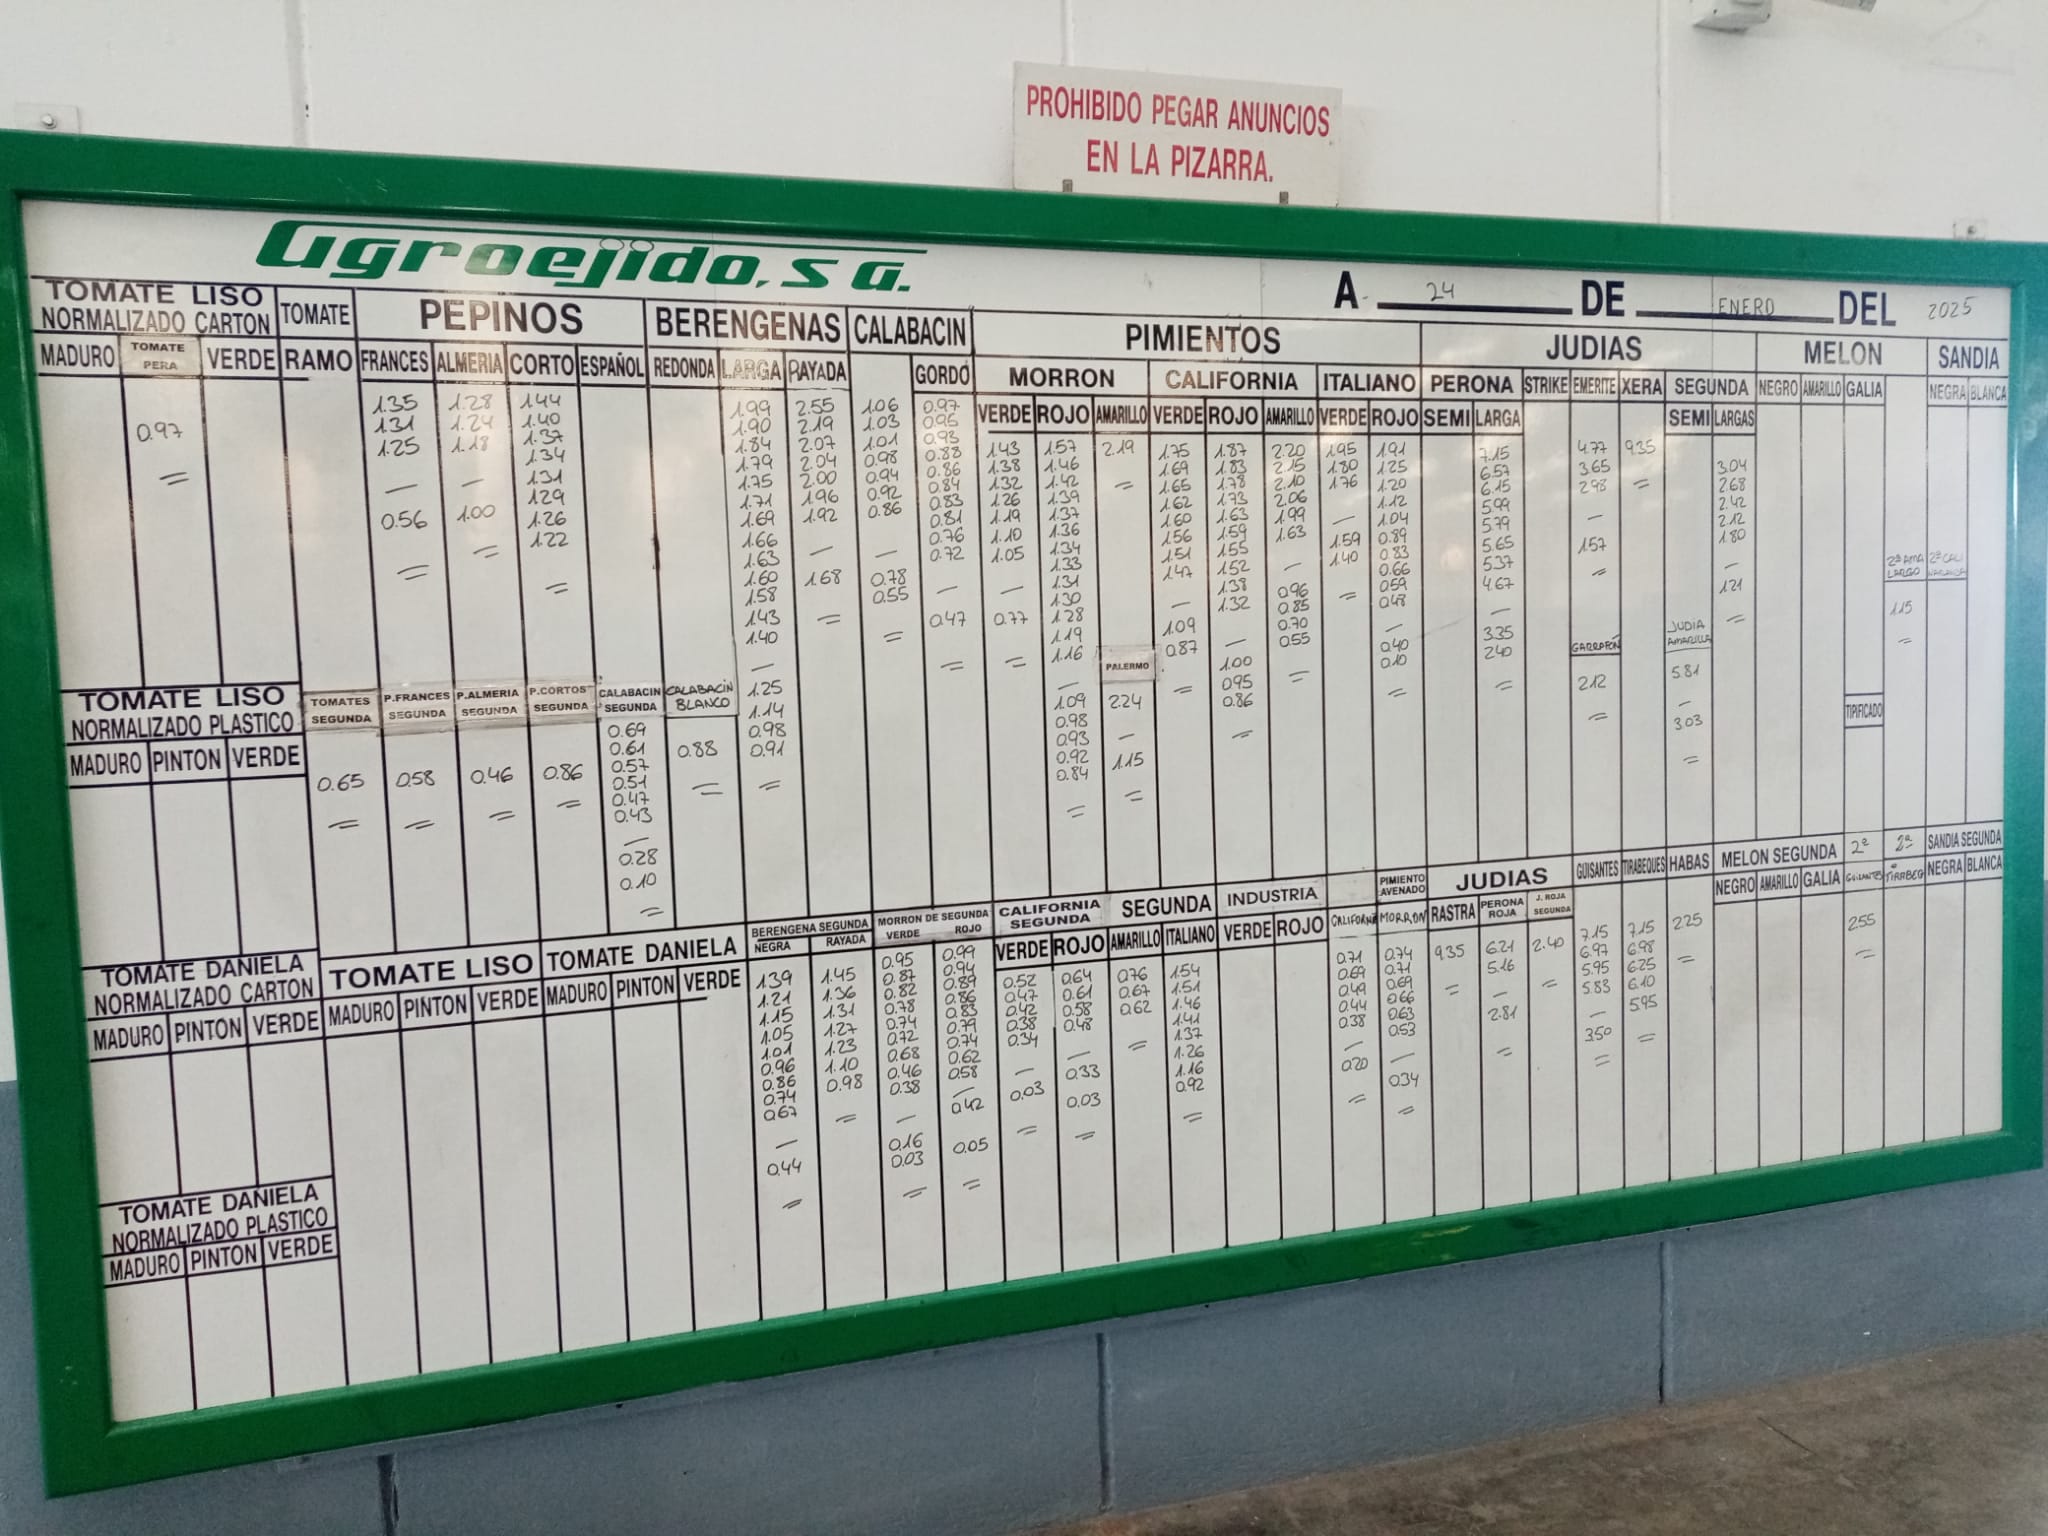 PROHIBIDO PEGAR ANUNCIOS
EN LA PIZARRA.
agroejido, s a.
A 24 DE ENERO DEL 2025
TOMATE LISO
NORMALIZADO CARTON
MADURO
TOMATE PERA
0.97
VERDE
TOMATE
RAMO
PEPINOS
FRANCES
1.35
1.31
1.25
—
0.56
ALMERIA
1.28
1.24
1.18
—
1.00
CORTO
1.44
1.40
1.37
1.34
1.31
1.29
1.26
1.22
ESPAÑOL
BERENGENAS
REDONDA
LARGA
1.99
1.90
1.84
1.79
1.75
1.71
1.69
1.66
1.63
1.60
1.58
1.43
1.40
—
1.25
1.14
0.98
0.91
RAYADA
2.55
2.19
2.07
2.04
2.00
1.96
1.92
—
1.68
CALABACIN
1.06
1.03
1.01
0.98
0.94
0.92
0.86
—
0.78
0.55
GORDO
0.97
0.95
0.93
0.88
0.86
0.84
0.83
0.81
0.76
0.72
—
0.47
PIMIENTOS
MORRON
VERDE
1.43
1.38
1.32
1.26
1.19
1.10
1.05
—
0.77
ROJO
1.57
1.46
1.42
1.39
1.37
1.36
1.34
1.33
1.31
1.30
1.28
1.19
1.16
—
1.09
0.98
0.93
0.92
0.84
AMARILLO
2.19
PALERMO
2.24
—
1.15
CALIFORNIA
VERDE
1.75
1.69
1.65
1.62
1.60
1.56
1.51
1.47
—
1.09
0.87
ROJO
1.87
1.83
1.78
1.73
1.63
1.59
1.55
1.52
1.38
1.32
—
1.00
0.95
0.86
AMARILLO
2.20
2.15
2.10
2.06
1.99
1.63
—
0.96
0.85
0.70
0.55
ITALIANO
VERDE
1.95
1.80
1.76
—
1.59
1.40
ROJO
1.91
1.25
1.20
1.12
1.04
0.89
0.83
0.66
0.59
0.48
—
0.40
0.10
JUDIAS
PERONA
SEMI
LARGA
7.15
6.57
6.15
5.99
5.79
5.65
5.37
4.67
—
3.35
2.40
STRIKE
EMERITE
4.77
3.65
2.98
—
1.57
GARRAFÓN
2.12
XERA
9.35
SEGUNDA
SEMI
JUDIA
AMARILLA
5.81
—
3.03
LARGAS
3.04
2.68
2.42
2.12
1.80
—
1.21
MELON
NEGRO
AMARILLO
GALIA
TIPIFICADO
2ª AMA
LARGO
1.15
SANDIA
NEGRA
BLANCA
2ª CALI
TOMATE LISO
NORMALIZADO PLASTICO
MADURO PINTON VERDE
TOMATES SEGUNDA
0.65
P.FRANCES SEGUNDA
0.58
P.ALMERIA SEGUNDA
0.46
P.CORTOS SEGUNDA
0.86
CALABACIN SEGUNDA
0.69
0.61
0.57
0.51
0.47
0.43
—
0.28
0.10
CALABACIN
BLANCO
0.88
TOMATE DANIELA
NORMALIZADO CARTON
MADURO PINTON VERDE
TOMATE LISO
MADURO PINTON VERDE
TOMATE DANIELA
MADURO PINTON VERDE
BERENGENA SEGUNDA
NEGRA
1.39
1.21
1.15
1.05
1.01
0.96
0.86
0.74
0.67
—
0.44
RAYADA
1.45
1.36
1.31
1.27
1.23
1.10
0.98
MORRON DE SEGUNDA
VERDE
0.95
0.87
0.82
0.78
0.74
0.72
0.68
0.46
0.38
—
0.16
0.03
ROJO
0.99
0.94
0.89
0.86
0.83
0.79
0.74
0.62
0.58
—
0.42
0.05
CALIFORNIA SEGUNDA
VERDE
0.52
0.47
0.42
0.38
0.34
—
0.03
ROJO
0.64
0.61
0.58
0.48
—
0.33
0.03
SEGUNDA
AMARILLO
0.76
0.67
0.62
ITALIANO
1.54
1.51
1.46
1.41
1.37
1.26
1.16
0.92
INDUSTRIA
VERDE ROJO
CALIFORNIA
0.71
0.69
0.49
0.44
0.38
—
0.20
PIMIENTO AVENADO
MORRON
0.74
0.71
0.69
0.66
0.63
0.53
—
0.34
JUDIAS
RASTRA
9.35
PERONA ROJA
6.21
5.16
—
2.81
J. ROJA SEGUNDA
2.40
GUISANTES
7.15
6.97
5.95
5.83
—
3.50
TIRABEQUES
7.15
6.98
6.25
6.10
5.95
HABAS
2.25
MELON SEGUNDA
NEGRO AMARILLO GALIA
2ª
GUIZANTES
2.55
2ª
TIRABEQ
SANDIA SEGUNDA
NEGRA BLANCA
TOMATE DANIELA
NORMALIZADO PLASTICO
MADURO PINTON VERDE